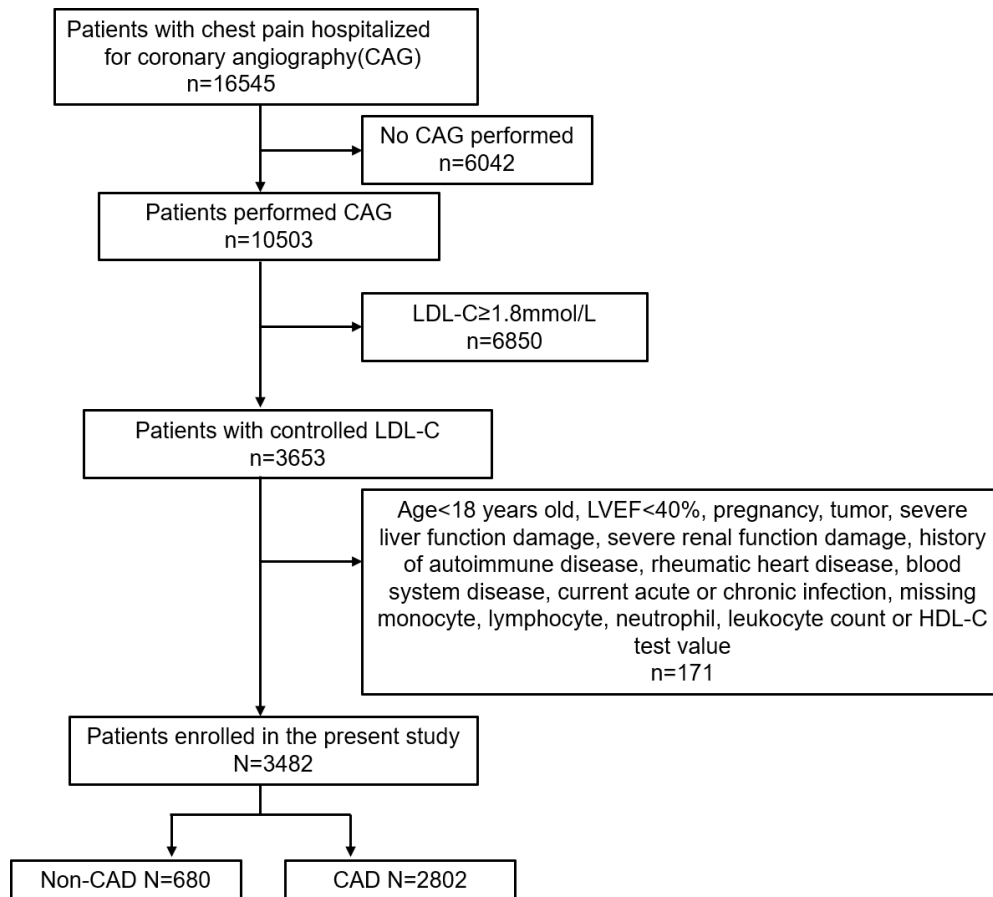 Patients with chest pain hospitalized
for coronary angiography(CAG)
n=16545
No CAG performed
n=6042
Patients performed CAG
n=10503
LDL-C≥1.8mmol/L
n=6850
Patients with controlled LDL-C
n=3653
Age<18 years old, LVEF<40%, pregnancy, tumor, severe
liver function damage, severe renal function damage, history
of autoimmune disease, rheumatic heart disease, blood
system disease, current acute or chronic infection, missing
monocyte, lymphocyte, neutrophil, leukocyte count or HDL-C
test value
n=171
Patients enrolled in the present study
N=3482
Non-CAD N=680
CAD N=2802